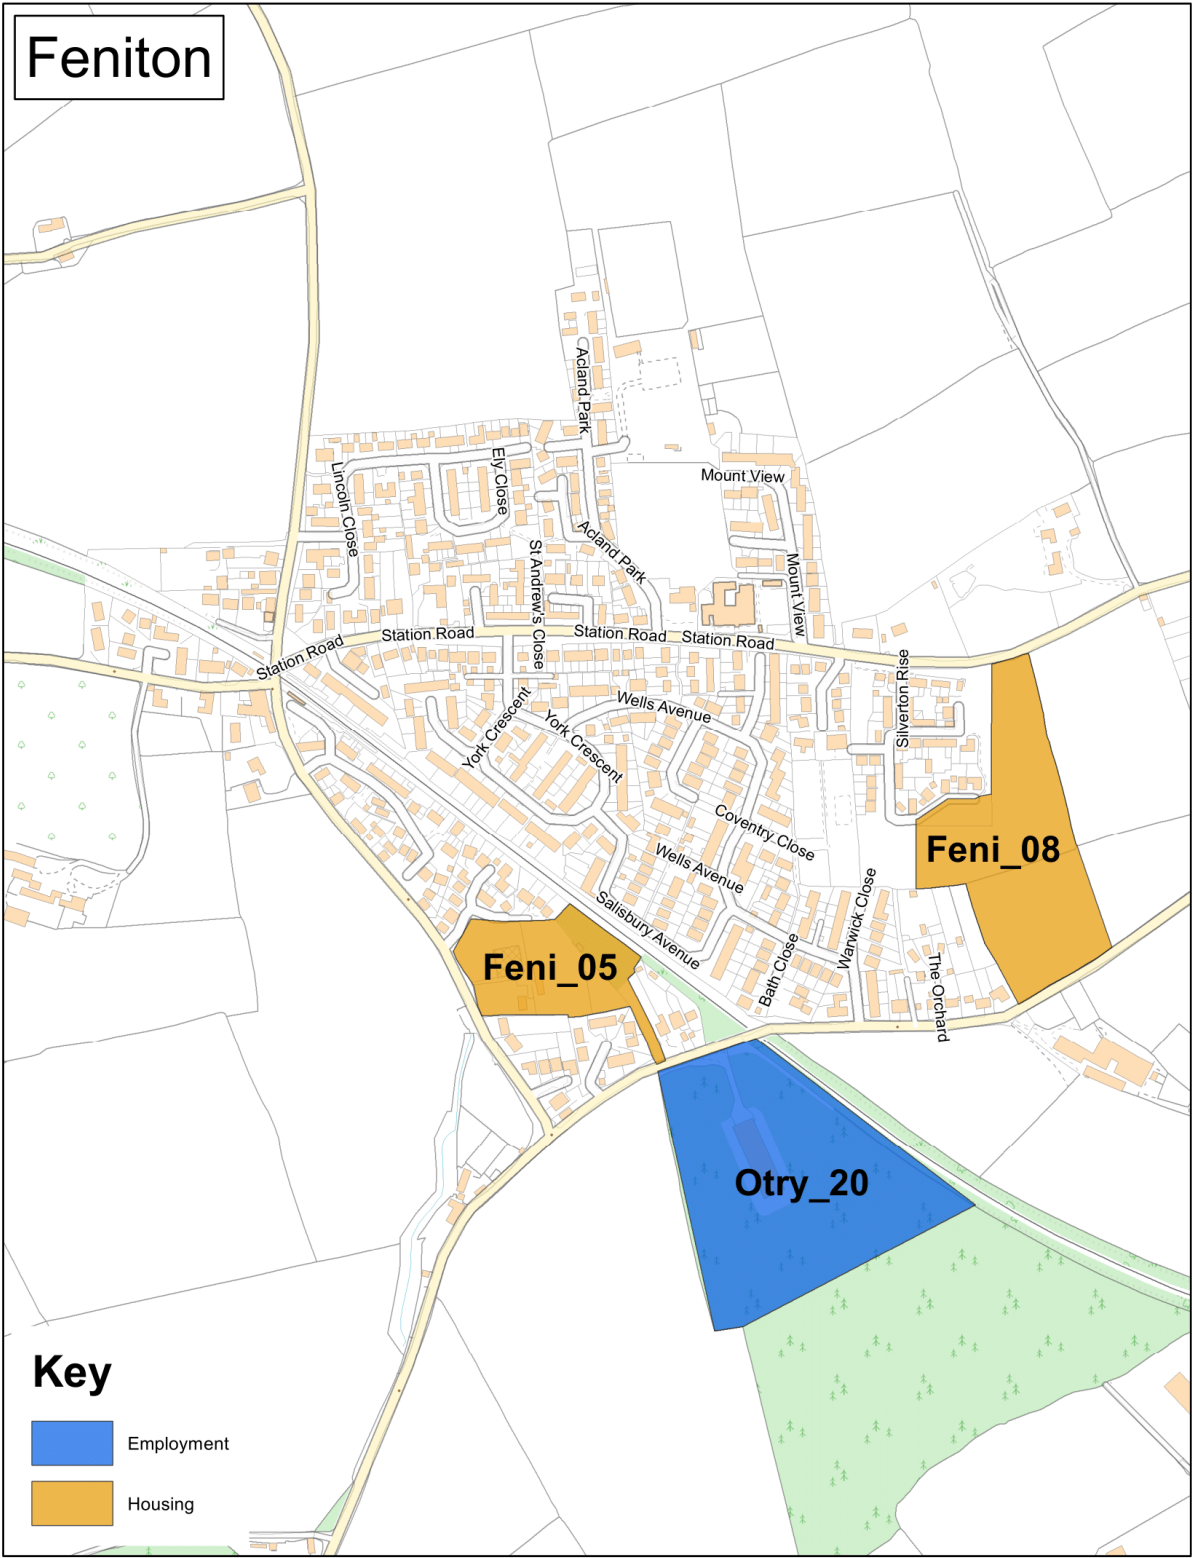 Feniton
Acland Park
Mount View
Ely Close
Lincoln Close
Acland Park
St Andrew's Close
Mount View
Station Road
Station Road
Station Road
Station Road
Silverton Rise
Wells Avenue
York Crescent
York Crescent
Coventry Close
Feni_08
Wells Avenue
Salisbury Avenue
Warwick Close
Bath Close
The Orchard
Feni_05
Otry_20
Key
Employment
Housing